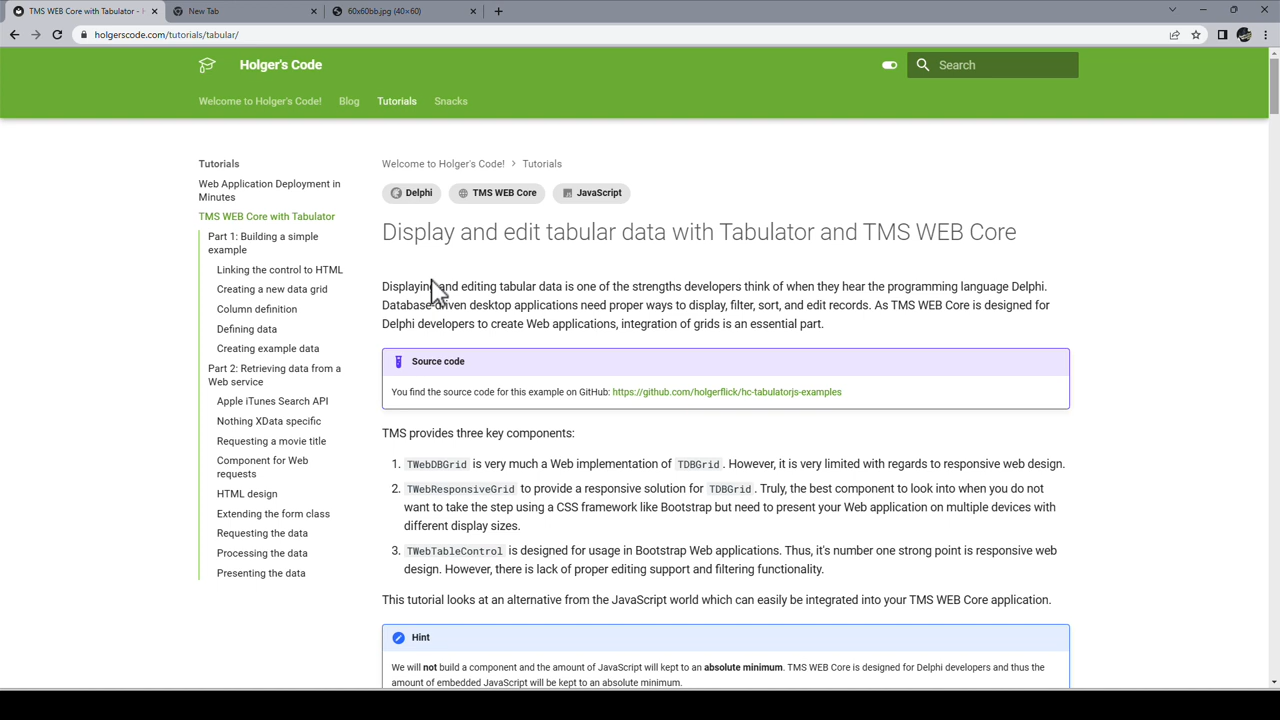 TMS WEB Core with Tabulator - H
New Tab
60x60bb.jpg (40×60)
holgerscode.com/tutorials/tabular/
Holger's Code
Search
Welcome to Holger's Code!
Blog
Tutorials
Snacks
Tutorials
Web Application Deployment in
Minutes
TMS WEB Core with Tabulator
Part 1: Building a simple
example
Linking the control to HTML
Creating a new data grid
Column definition
Defining data
Creating example data
Part 2: Retrieving data from a
Web service
Apple iTunes Search API
Nothing XData specific
Requesting a movie title
Component for Web
requests
HTML design
Extending the form class
Requesting the data
Processing the data
Presenting the data
Welcome to Holger's Code! > Tutorials
Delphi
TMS WEB Core
JavaScript
Display and edit tabular data with Tabulator and TMS WEB Core
Displaying and editing tabular data is one of the strengths developers think of when they hear the programming language Delphi.
Database-driven desktop applications need proper ways to display, filter, sort, and edit records. As TMS WEB Core is designed for
Delphi developers to create Web applications, integration of grids is an essential part.
Source code
You find the source code for this example on GitHub: https://github.com/holgerflick/hc-tabulatorjs-examples
TMS provides three key components:
1. TWebDBGrid is very much a Web implementation of TDBGrid. However, it is very limited with regards to responsive web design.
2. TWebResponsiveGrid to provide a responsive solution for TDBGrid. Truly, the best component to look into when you do not
want to take the step using a CSS framework like Bootstrap but need to present your Web application on multiple devices with
different display sizes.
3. TWebTableControl is designed for usage in Bootstrap Web applications. Thus, it's number one strong point is responsive web
design. However, there is lack of proper editing support and filtering functionality.
This tutorial looks at an alternative from the JavaScript world which can easily be integrated into your TMS WEB Core application.
Hint
We will not build a component and the amount of JavaScript will kept to an absolute minimum. TMS WEB Core is designed for Delphi developers and thus the
amount of embedded JavaScript will be kept to an absolute minimum.